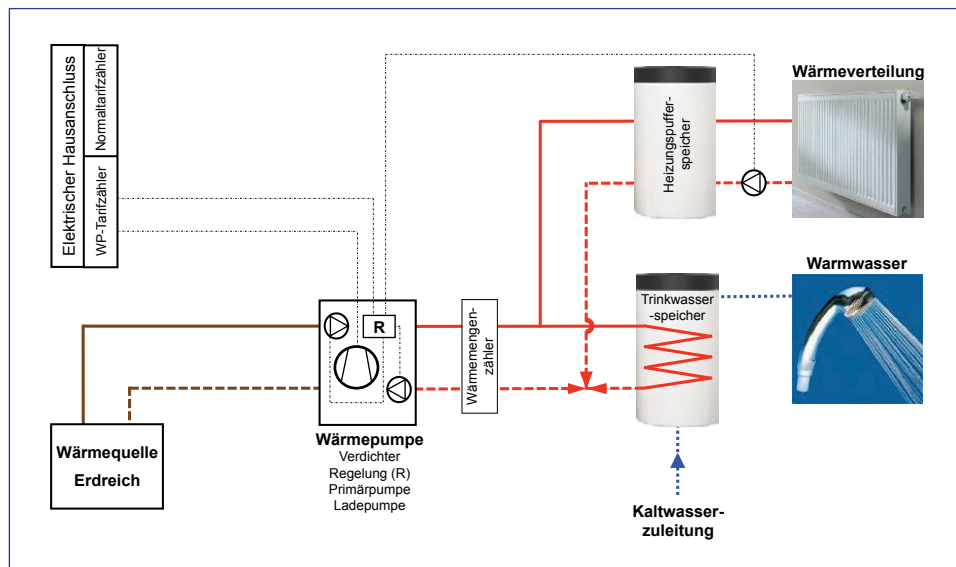 Elektrischer Hausanschluss
Normaltarifzähler
WP-Tarifzähler
Heizungspuffer-
speicher
Wärmeverteilung
Trinkwasser
-speicher
Warmwasser
R
Wärmemengen-
zähler
Wärmequelle
Erdreich
Wärmepumpe
Verdichter
Regelung (R)
Primärpumpe
Ladepumpe
Kaltwasser-
zuleitung